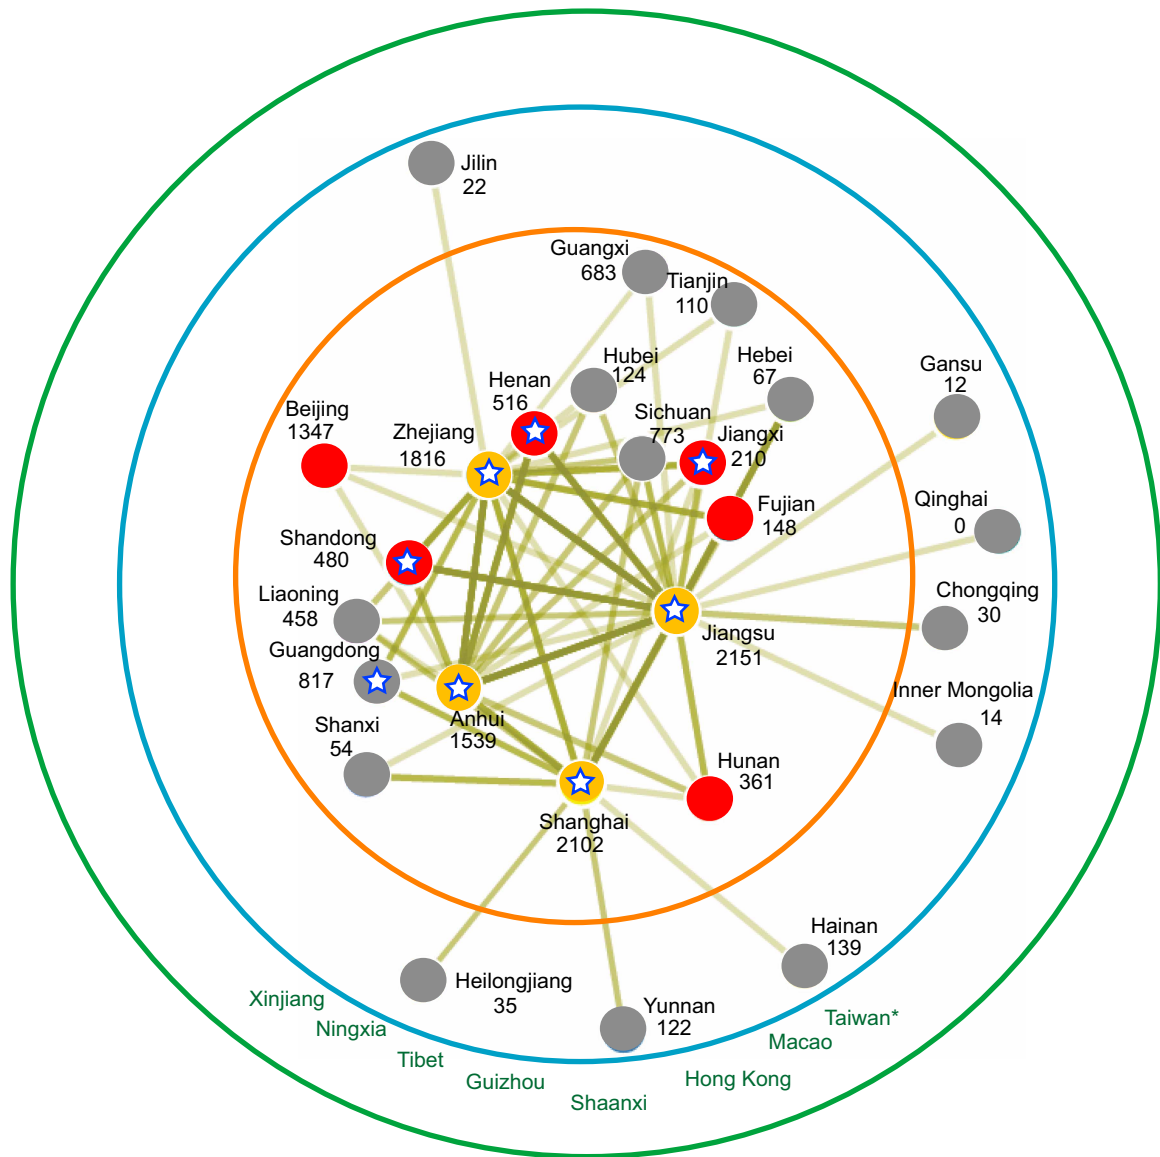 Jilin
22
Guangxi
683
Tianjin
110
Hubei
124
Hebei
67
Gansu
12
Henan
516
Beijing
1347
Zhejiang
1816
Sichuan
773
Jiangxi
210
Qinghai
0
Fujian
148
Shandong
480
Liaoning
458
Chongqing
30
Jiangsu
2151
Guangdong
817
Inner Mongolia
14
Anhui
1539
Shanxi
54
Hunan
361
Shanghai
2102
Hainan
139
Heilongjiang
35
Yunnan
122
Xinjiang
Ningxia
Tibet
Guizhou
Shaanxi
Hong Kong
Macao
Taiwan*